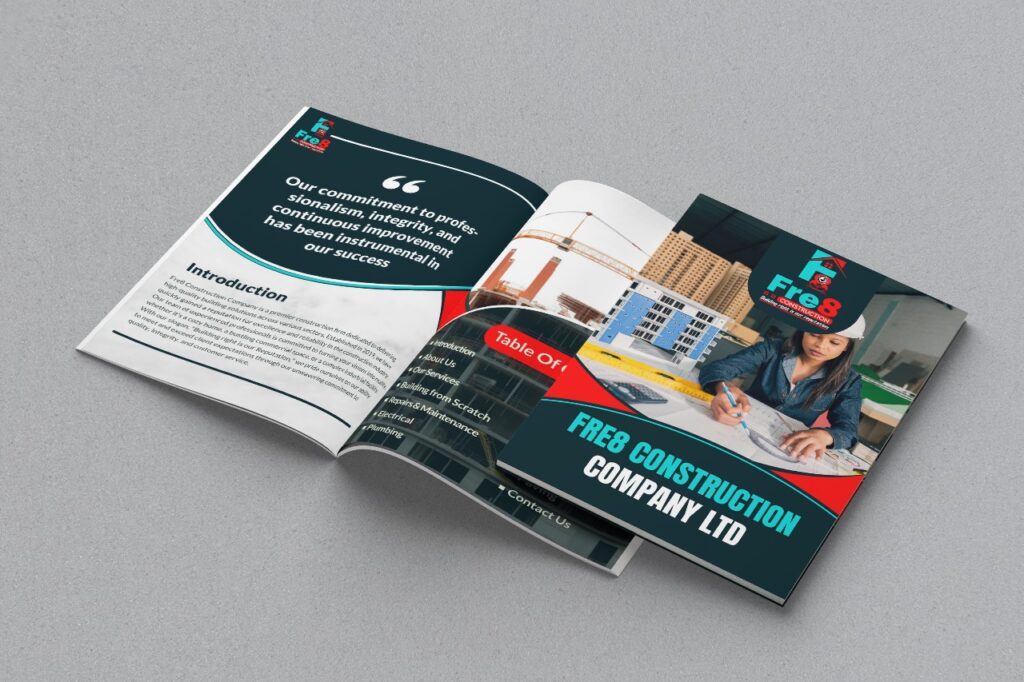 Fre8
Our commitment to profes-
sionalism, integrity, and
continuous improvement
has been instrumental in
our success
Introduction
Fre8 Construction Company is a premier construction firm dedicated to delivering
high-quality building solutions across various sectors. Established in 2019, we have
quickly gained a reputation for excellence and reliability in the construction industry.
Our team of experienced professionals is committed to turning your vision into reality,
whether it's a cozy home, a bustling commercial space, or a complex industrial facility.
With our slogan, "Building right is our Reputation," we pride ourselves on our ability
to meet and exceed client expectations through our unwavering commitment to
quality, integrity, and customer service.
Table Of
Introduction
About Us
Our Services
Building from Scratch
Repairs & Maintenance
Electrical
Plumbing
Contact Us
Fre8
CONSTRUCTION
Building right is our reputation
FRE8 CONSTRUCTION
COMPANY LTD